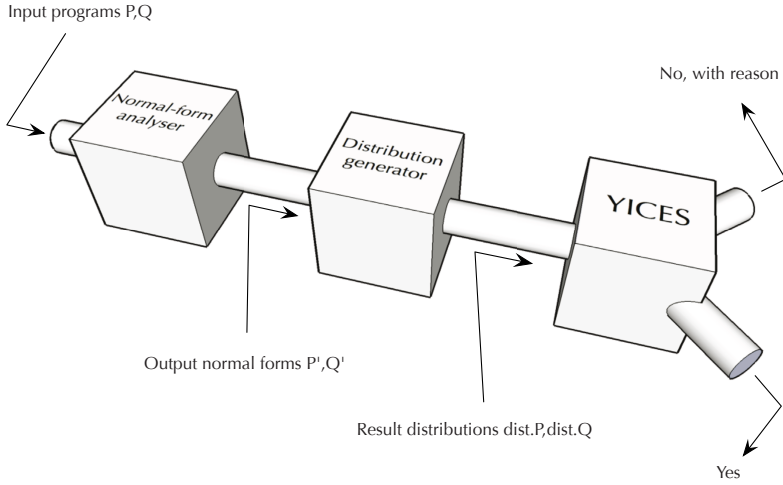 Input programs P,Q
Normal-form
analyser
Distribution
generator
YICES
No, with reason
Output normal forms P',Q'
Result distributions dist.P,dist.Q
Yes